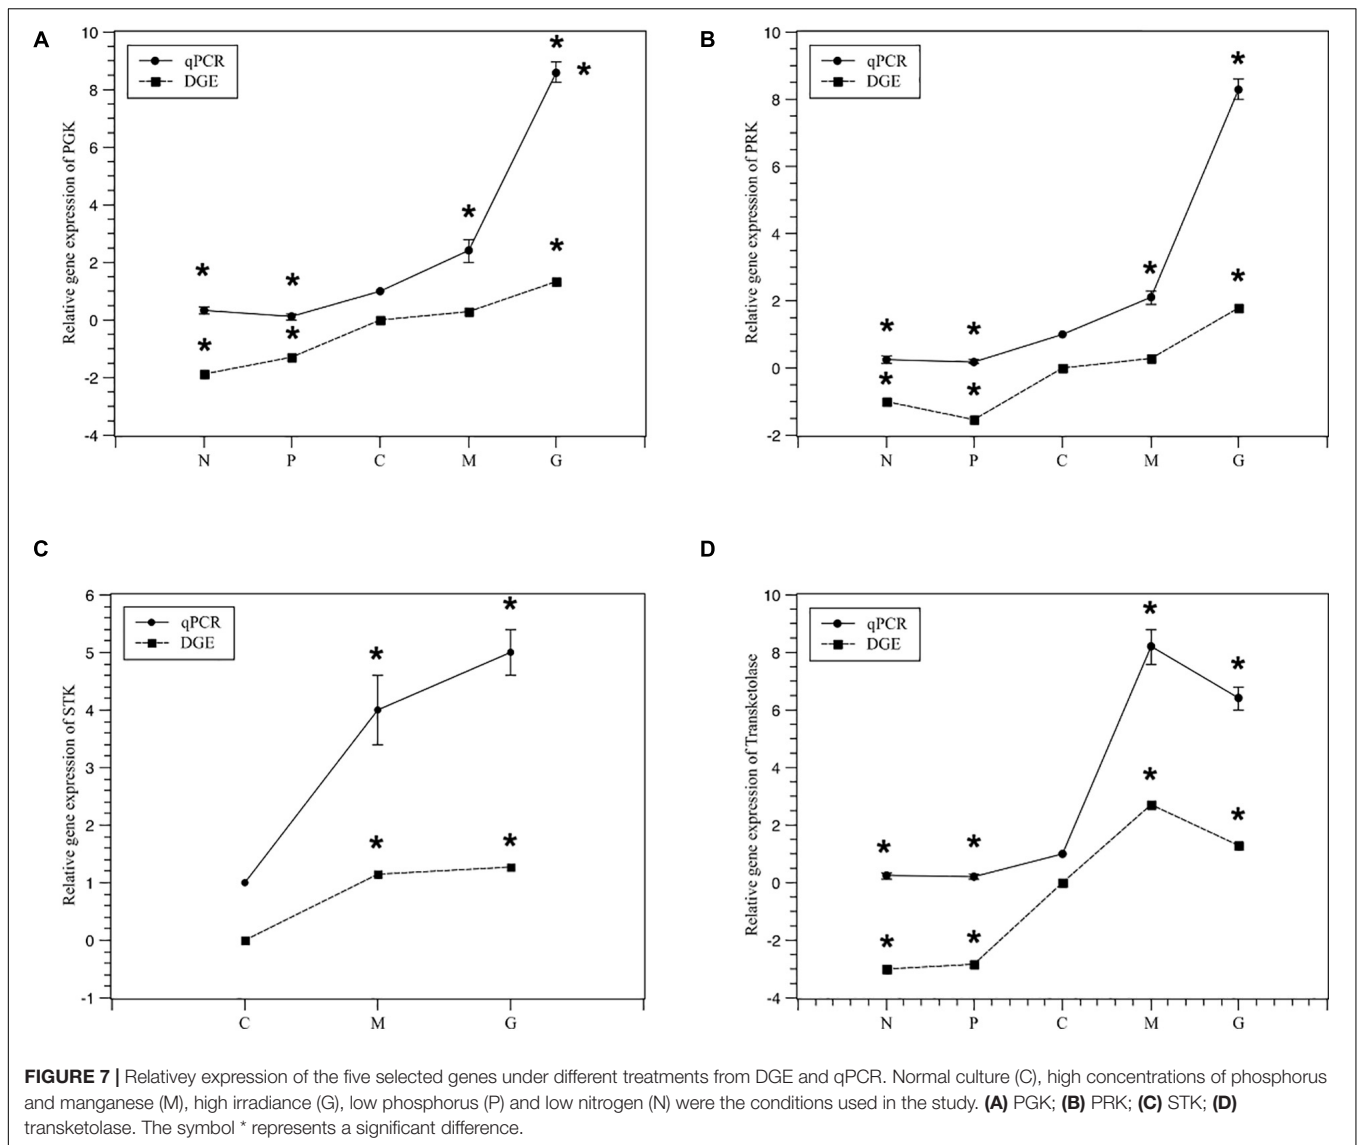 A
10
8
6
4
2
0
-2
-4
Relative gene expression of PGK
qPCR
DGE
*
*
*
*
*
*
*
*
N P C M G
B
10
8
6
4
2
0
-2
Relative gene expression of PRK
qPCR
DGE
*
*
*
*
*
*
*
N P C M G
C
6
5
4
3
2
1
0
-1
Relative gene expression of STK
qPCR
DGE
*
*
*
*
C M G
D
10
8
6
4
2
0
-2
-4
Relative gene expression of Transketolase
qPCR
DGE
*
*
*
*
*
*
*
*
N P C M G
FIGURE 7 | Relativey expression of the five selected genes under different treatments from DGE and qPCR. Normal culture (C), high concentrations of phosphorus
and manganese (M), high irradiance (G), low phosphorus (P) and low nitrogen (N) were the conditions used in the study. (A) PGK; (B) PRK; (C) STK; (D)
transketolase. The symbol * represents a significant difference.